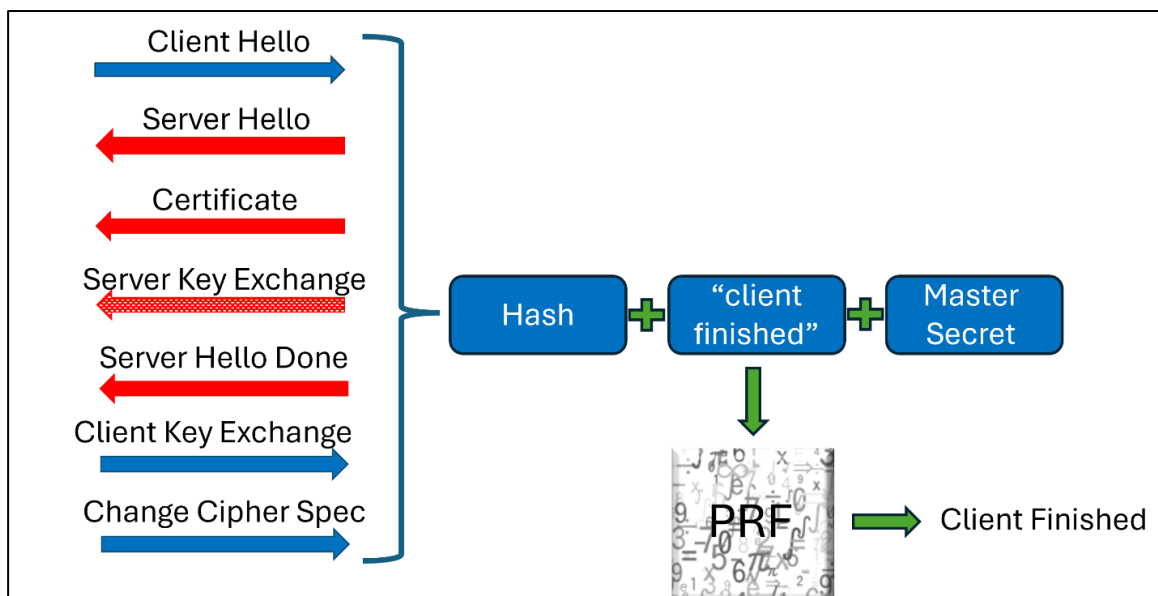 Client Hello
Server Hello
Certificate
Server Key Exchange
Server Hello Done
Client Key Exchange
Change Cipher Spec
Hash
“client
finished”
Master
Secret
PRF
Client Finished